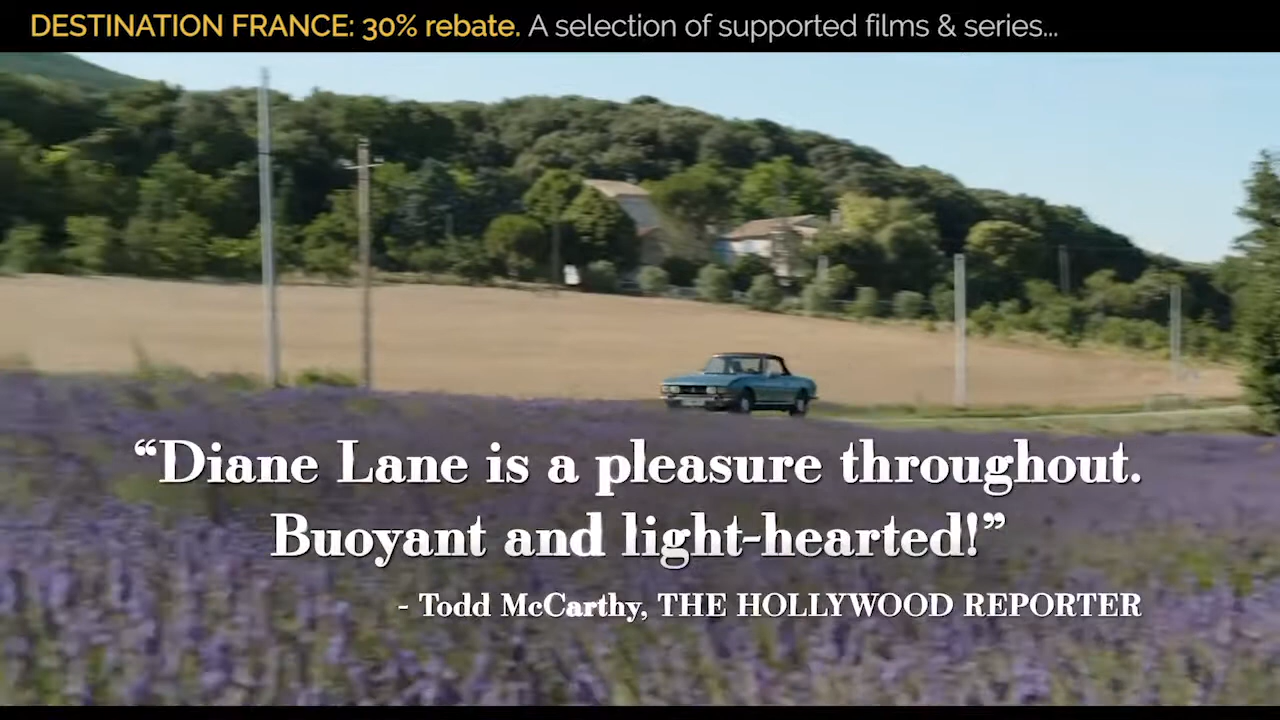 DESTINATION FRANCE: 30% rebate. A selection of supported films & series...
“Diane Lane is a pleasure throughout.
Buoyant and light-hearted!”
- Todd McCarthy, THE HOLLYWOOD REPORTER